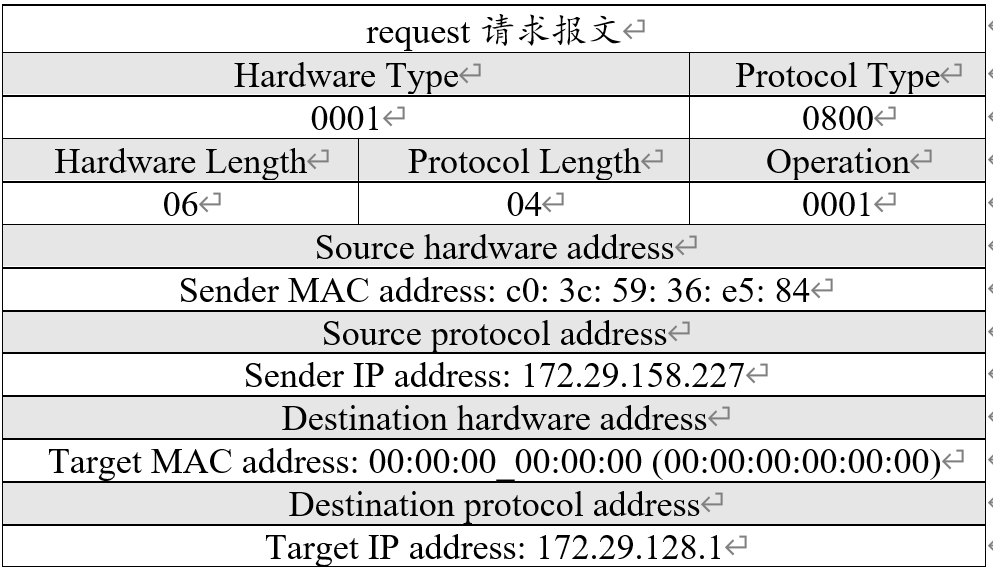 request 请求报文↵
Hardware Type↵ Protocol Type↵
0001↵ 0800↵
Hardware Length↵ Protocol Length↵ Operation↵
06↵ 04↵ 0001↵
Source hardware address↵
Sender MAC address: c0: 3c: 59: 36: e5: 84↵
Source protocol address↵
Sender IP address: 172.29.158.227↵
Destination hardware address↵
Target MAC address: 00:00:00_00:00:00 (00:00:00:00:00:00)↵
Destination protocol address↵
Target IP address: 172.29.128.1↵